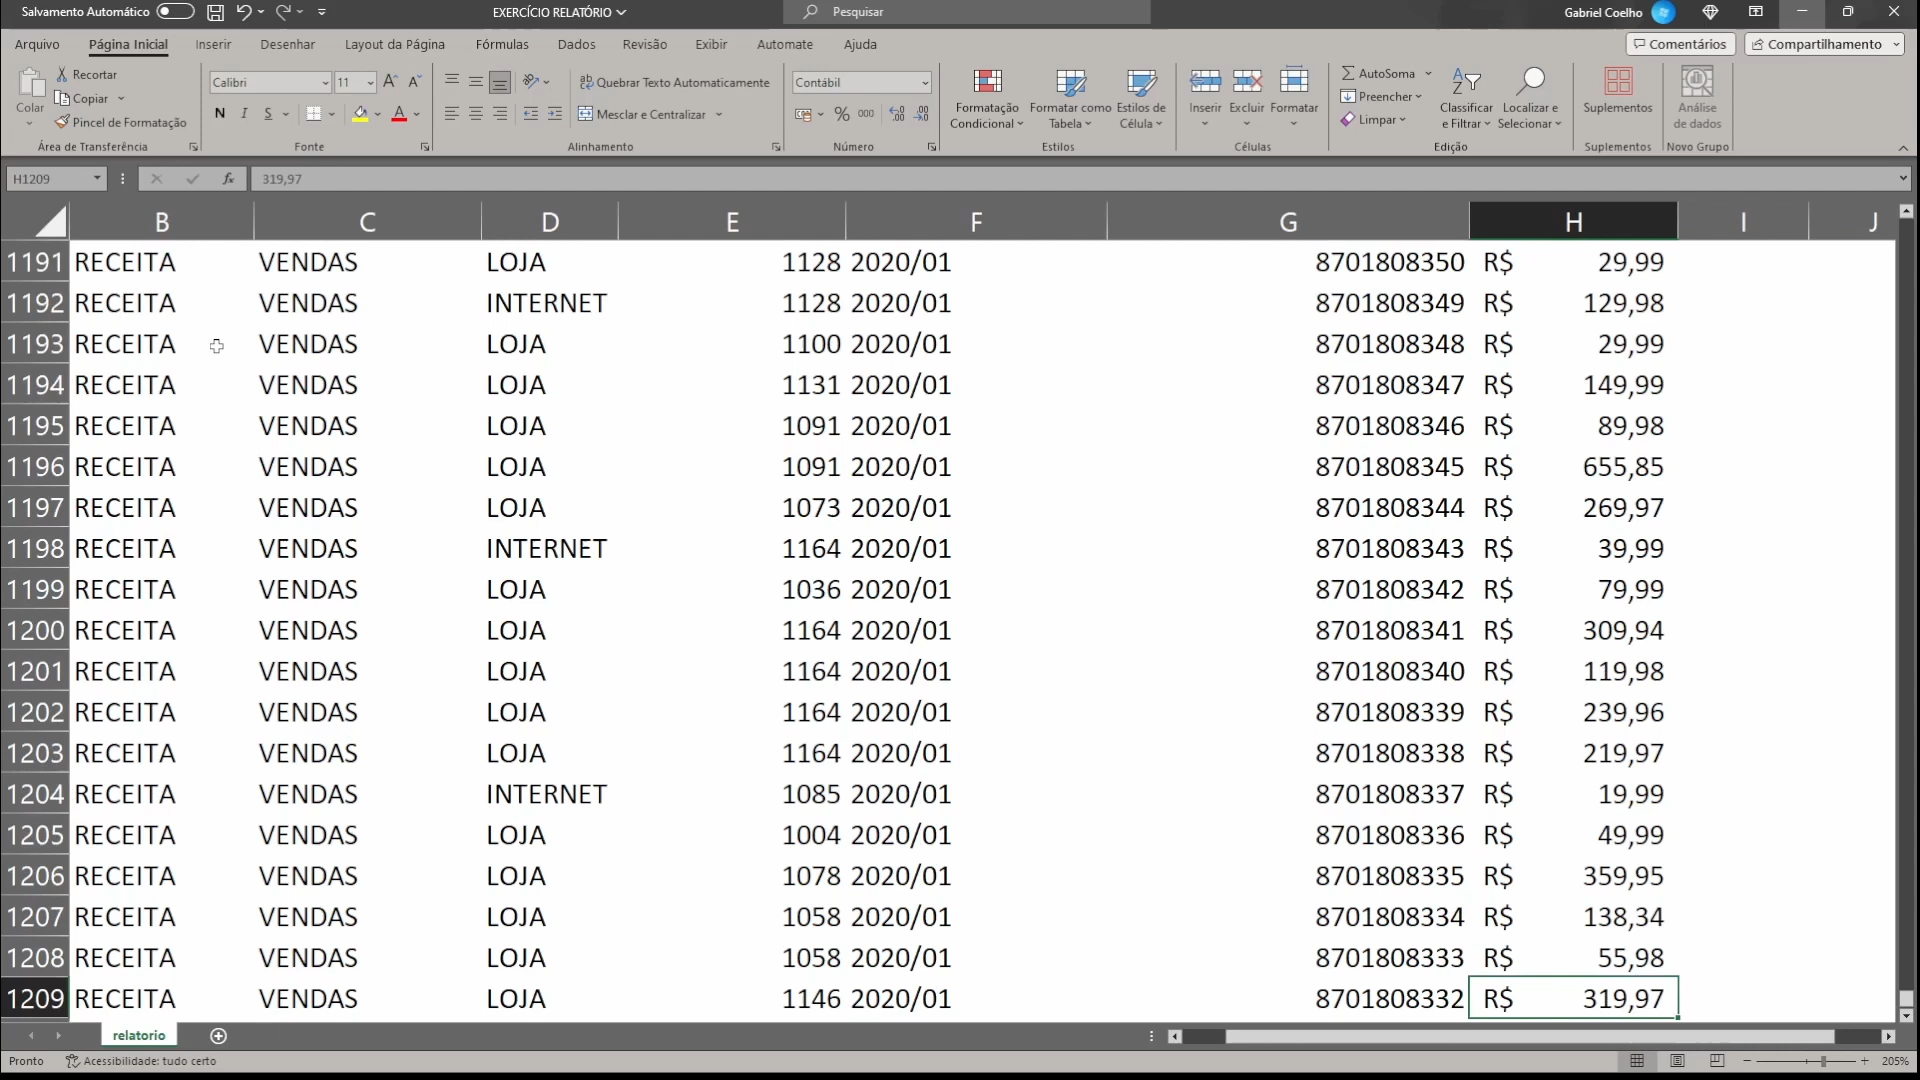 Salvamento Automático EXERCÍCIO RELATÓRIO Pesquisar Gabriel Coelho
Arquivo Página Inicial Inserir Desenhar Layout da Página Fórmulas Dados Revisão Exibir Automate Ajuda Comentários Compartilhamento
Colar Recortar Copiar Pincel de Formatação
Área de Transferência
Calibri 11
N I S
Fonte
Quebrar Texto Automaticamente
Mesclar e Centralizar
Alinhamento
Contábil
% 000
Número
Formatação Condicional
Formatar como Tabela
Estilos de Célula
Estilos
Inserir Excluir Formatar
Células
AutoSoma
Preencher
Limpar
Classificar e Filtrar
Localizar e Selecionar
Edição
Suplementos
Suplementos
Análise de dados
Novo Grupo
H1209 fx 319,97
B C D E F G H I J
1191 RECEITA VENDAS LOJA 1128 2020/01 8701808350 R$ 29,99
1192 RECEITA VENDAS INTERNET 1128 2020/01 8701808349 R$ 129,98
1193 RECEITA VENDAS LOJA 1100 2020/01 8701808348 R$ 29,99
1194 RECEITA VENDAS LOJA 1131 2020/01 8701808347 R$ 149,99
1195 RECEITA VENDAS LOJA 1091 2020/01 8701808346 R$ 89,98
1196 RECEITA VENDAS LOJA 1091 2020/01 8701808345 R$ 655,85
1197 RECEITA VENDAS LOJA 1073 2020/01 8701808344 R$ 269,97
1198 RECEITA VENDAS INTERNET 1164 2020/01 8701808343 R$ 39,99
1199 RECEITA VENDAS LOJA 1036 2020/01 8701808342 R$ 79,99
1200 RECEITA VENDAS LOJA 1164 2020/01 8701808341 R$ 309,94
1201 RECEITA VENDAS LOJA 1164 2020/01 8701808340 R$ 119,98
1202 RECEITA VENDAS LOJA 1164 2020/01 8701808339 R$ 239,96
1203 RECEITA VENDAS LOJA 1164 2020/01 8701808338 R$ 219,97
1204 RECEITA VENDAS INTERNET 1085 2020/01 8701808337 R$ 19,99
1205 RECEITA VENDAS LOJA 1004 2020/01 8701808336 R$ 49,99
1206 RECEITA VENDAS LOJA 1078 2020/01 8701808335 R$ 359,95
1207 RECEITA VENDAS LOJA 1058 2020/01 8701808334 R$ 138,34
1208 RECEITA VENDAS LOJA 1058 2020/01 8701808333 R$ 55,98
1209 RECEITA VENDAS LOJA 1146 2020/01 8701808332 R$ 319,97
relatorio
Pronto Acessibilidade: tudo certo 205%